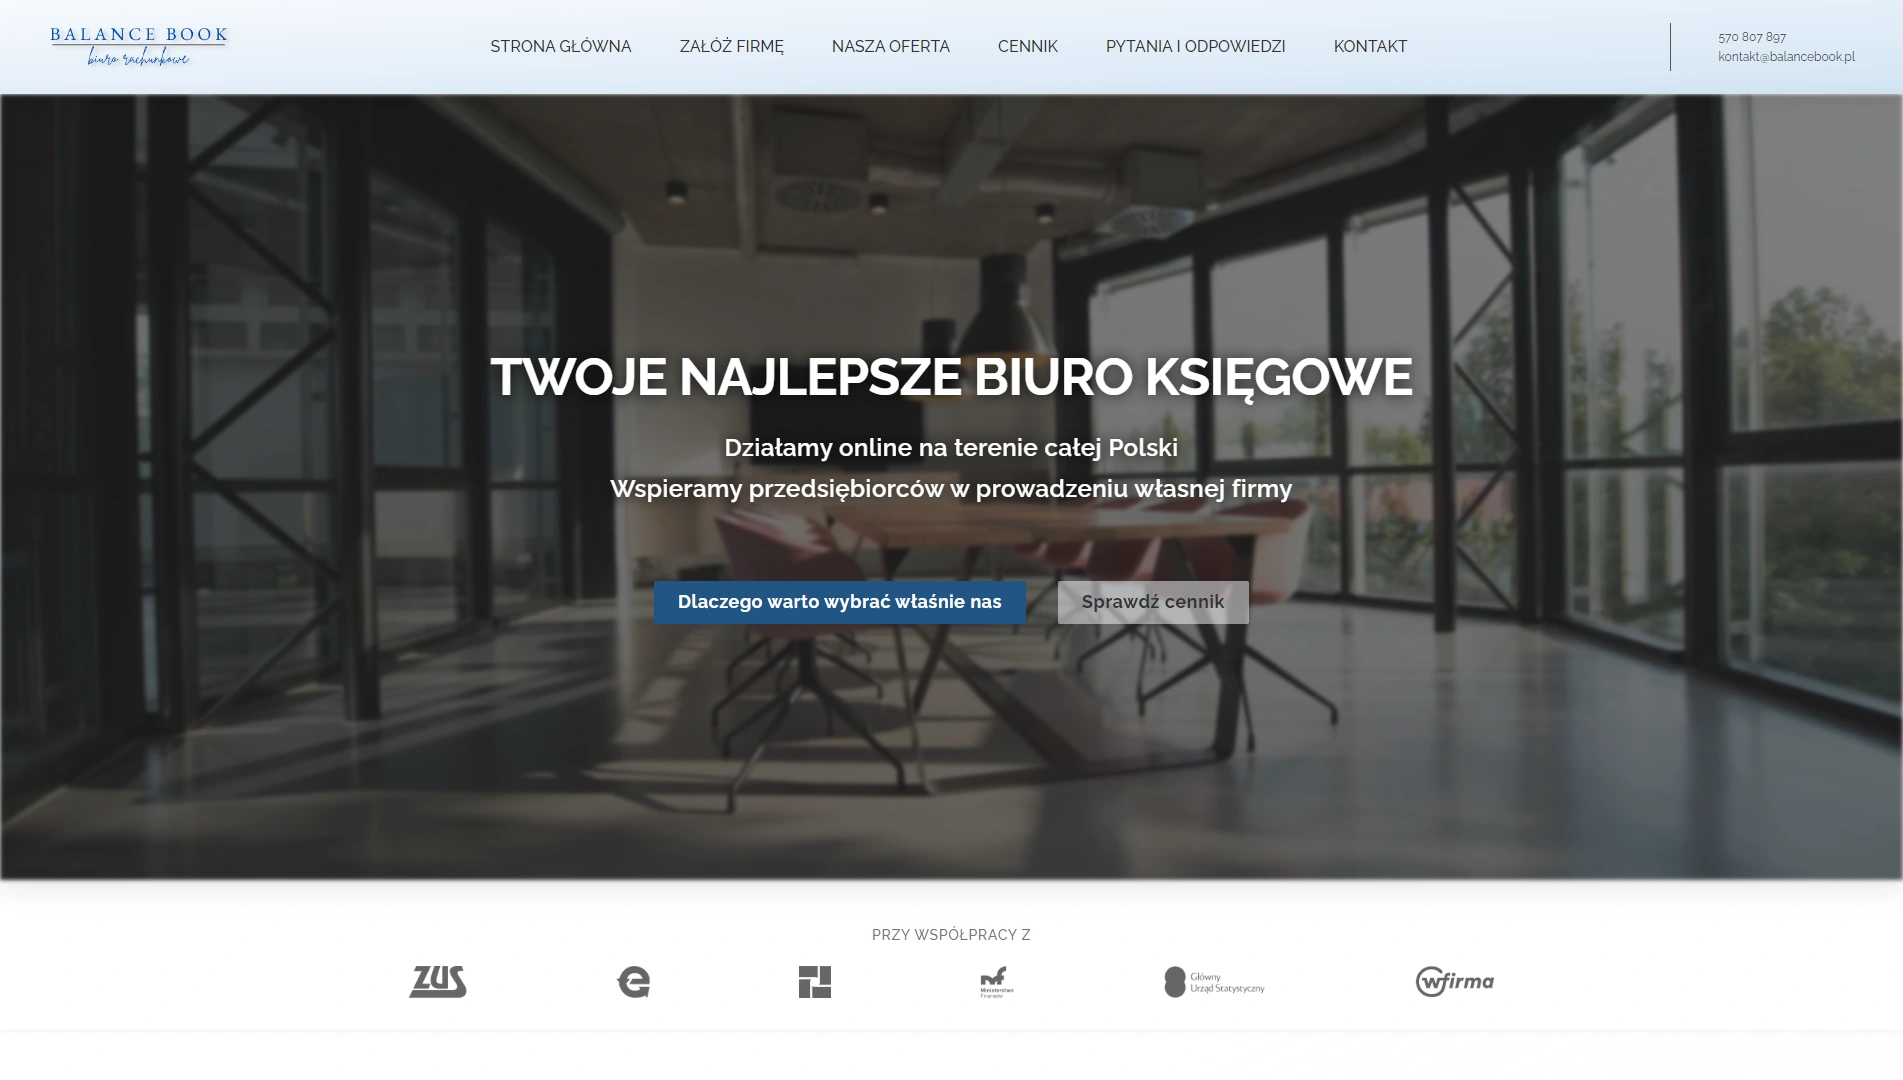 BALANCE BOOK
biuro rachunkowe
STRONA GŁÓWNA
ZAŁÓŻ FIRMĘ
NASZA OFERTA
CENNIK
PYTANIA I ODPOWIEDZI
KONTAKT
570 807 897
kontakt@balancebook.pl
TWOJE NAJLEPSZE BIURO KSIĘGOWE
Działamy online na terenie całej Polski
Wspieramy przedsiębiorców w prowadzeniu własnej firmy
Dlaczego warto wybrać właśnie nas
Sprawdź cennik
PRZY WSPÓŁPRACY Z
ZUS
e
Ministerstwo
Finansów
Główny
Urząd Statystyczny
wfirma